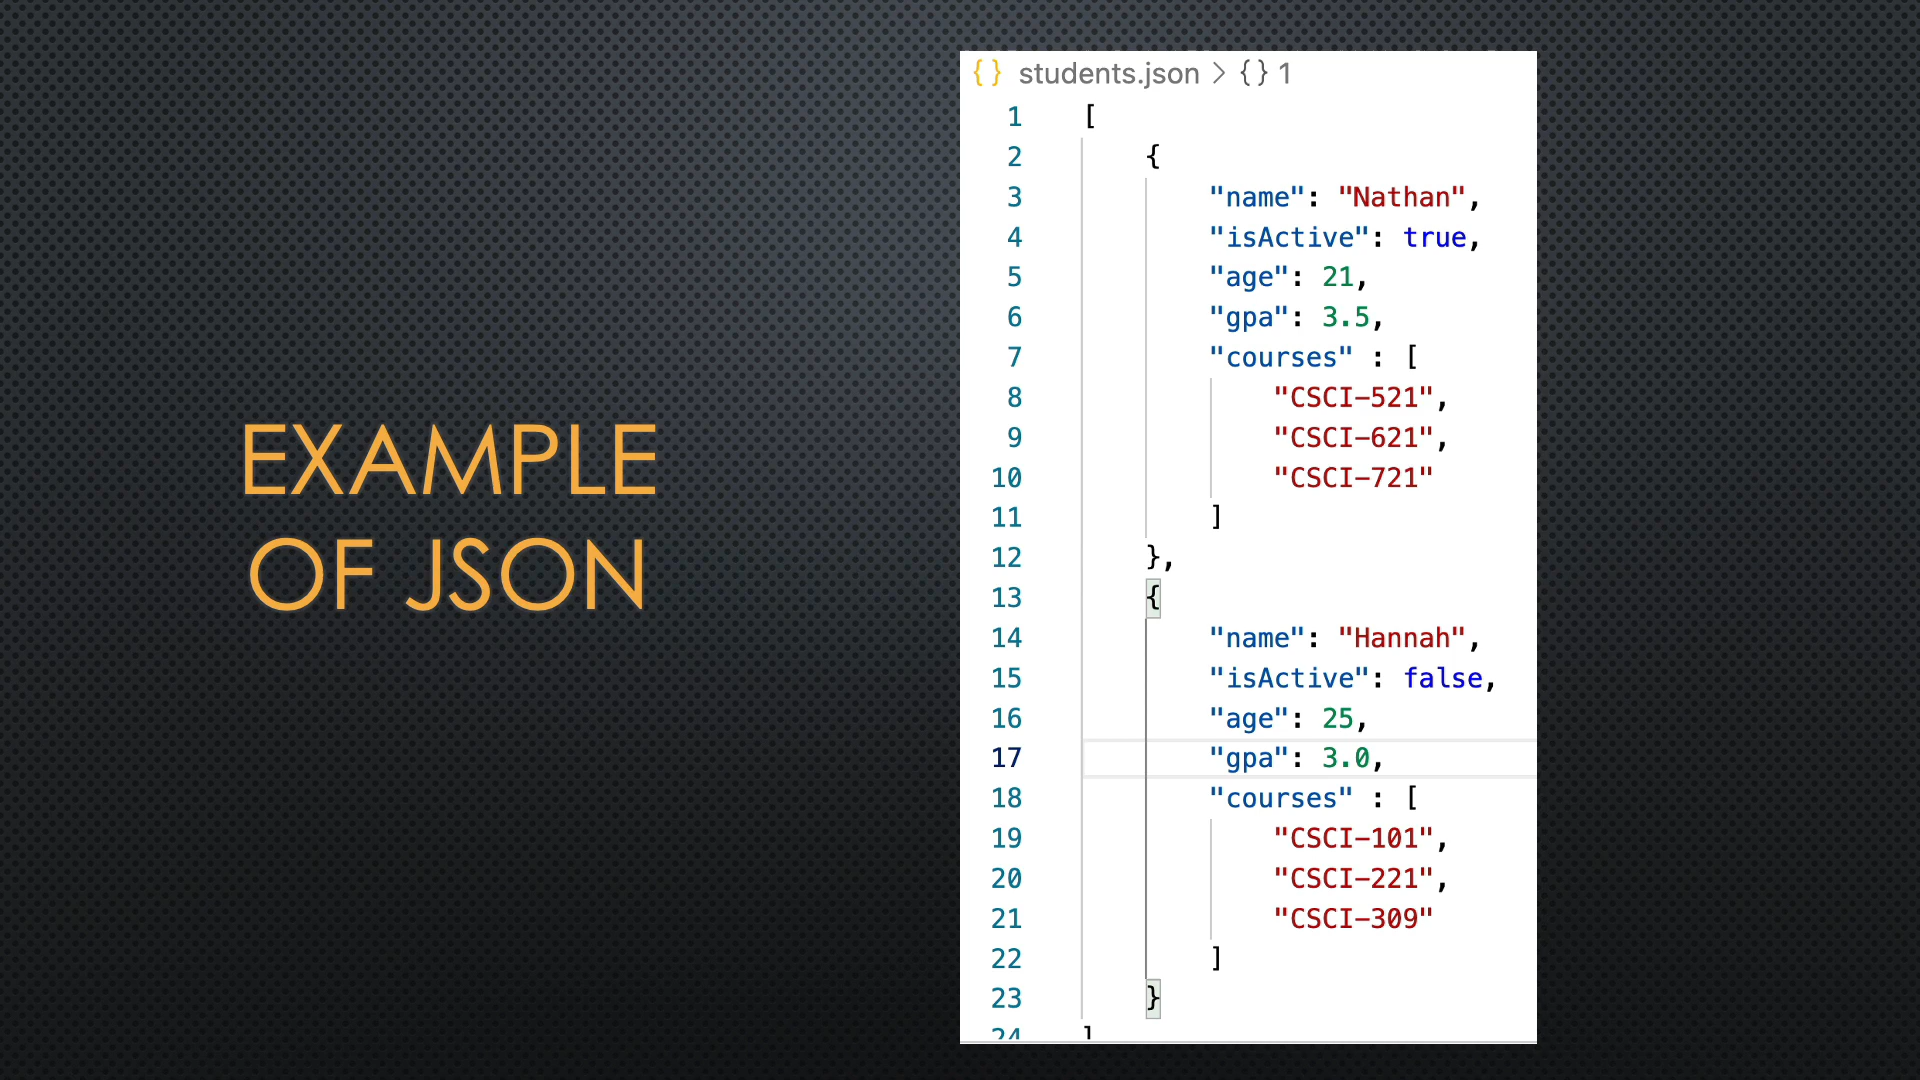 EXAMPLE
OF JSON
{ } students.json > { } 1
1 [
2 {
3 "name": "Nathan",
4 "isActive": true,
5 "age": 21,
6 "gpa": 3.5,
7 "courses" : [
8 "CSCI-521",
9 "CSCI-621",
10 "CSCI-721"
11 ]
12 },
13 {
14 "name": "Hannah",
15 "isActive": false,
16 "age": 25,
17 "gpa": 3.0,
18 "courses" : [
19 "CSCI-101",
20 "CSCI-221",
21 "CSCI-309"
22 ]
23 }
24 ]